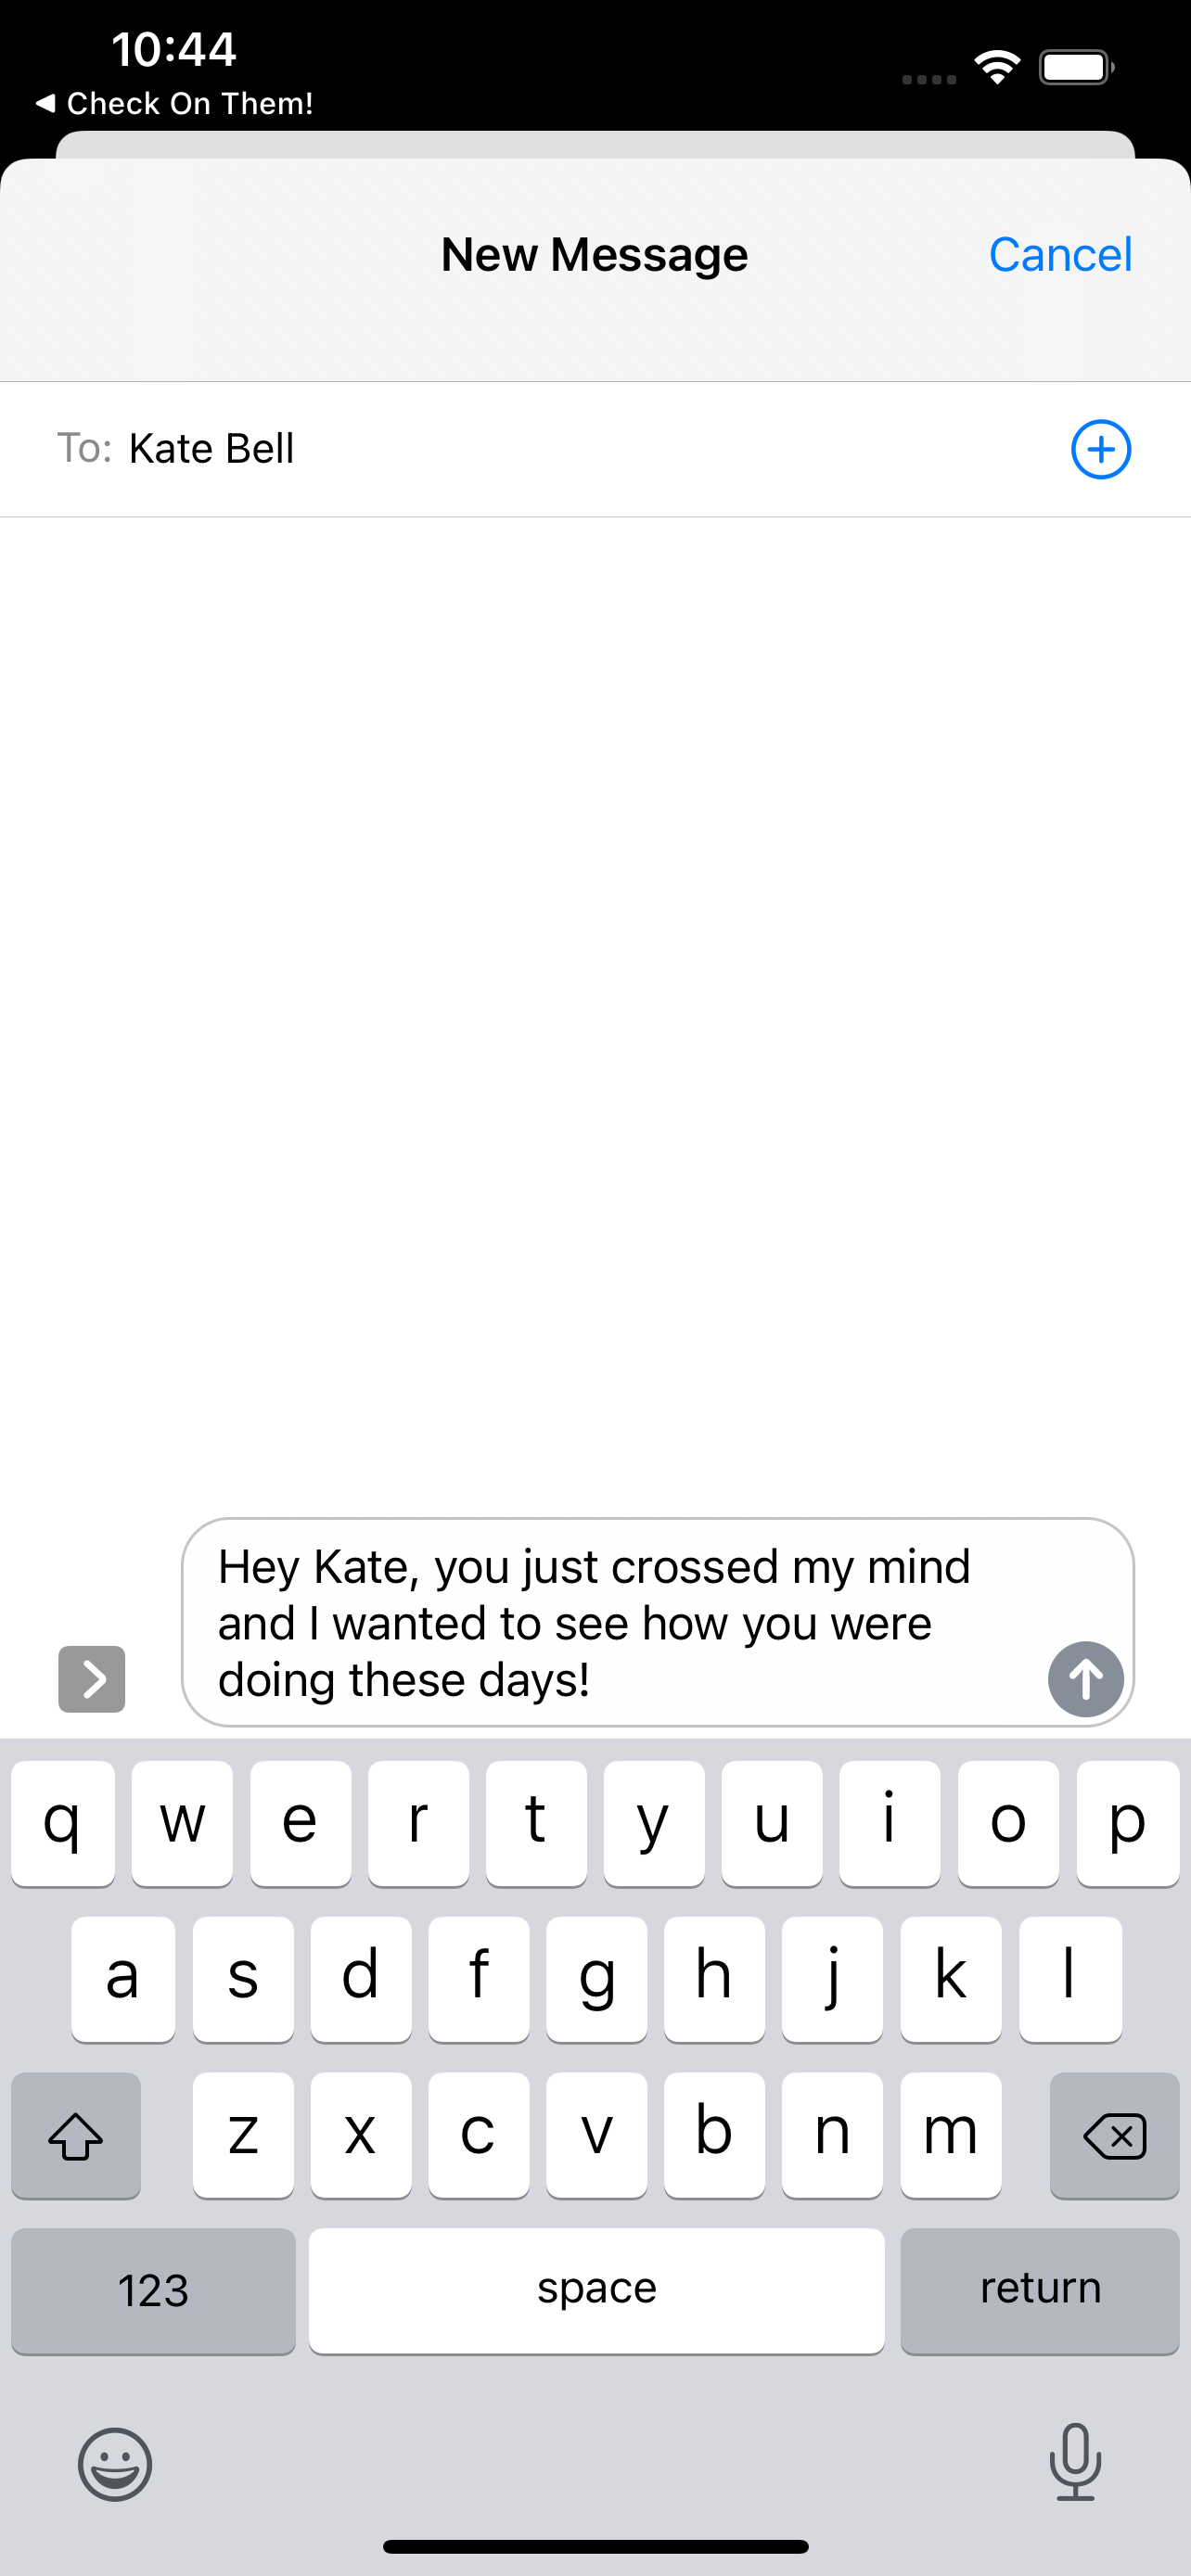 10:44
Check On Them!
New Message
Cancel
To: Kate Bell
Hey Kate, you just crossed my mind
and I wanted to see how you were
doing these days!
q w e r t y u i o p
a s d f g h j k l
z x c v b n m
123 space return